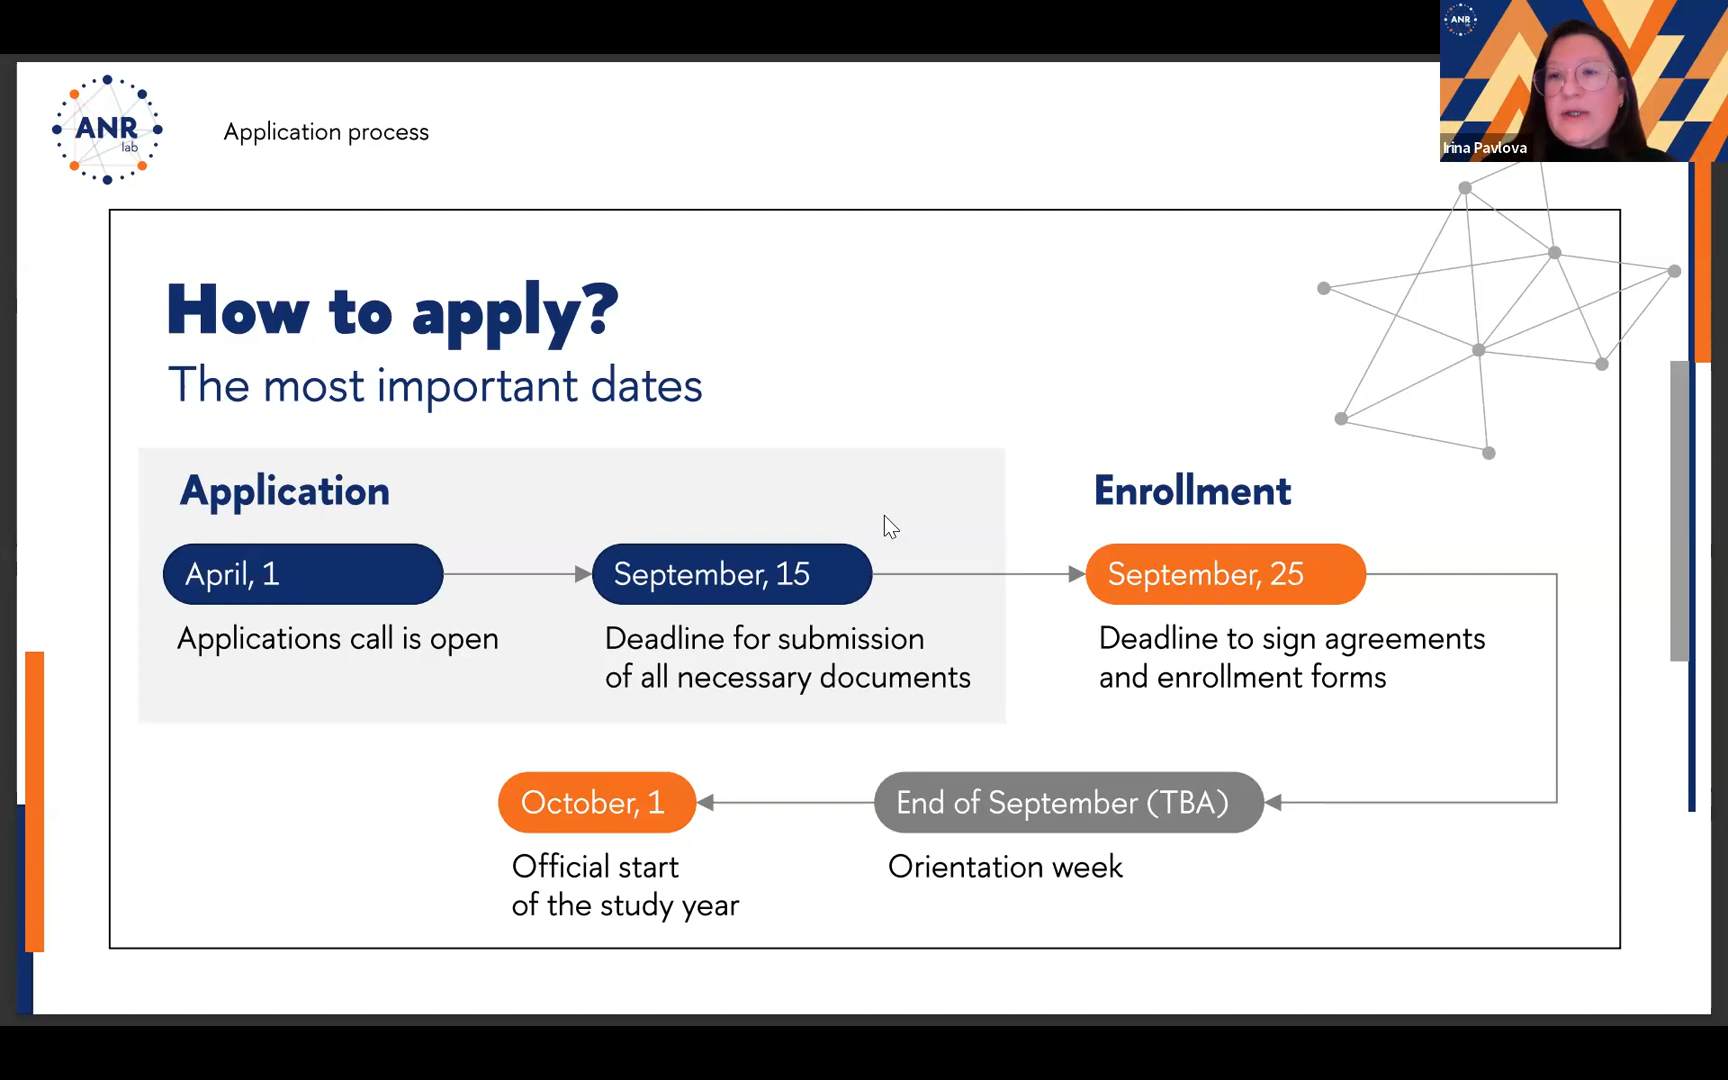 ANR
lab
Application process
ANR
lab
Irina Pavlova
How to apply?
The most important dates
Application
Enrollment
April, 1
September, 15
September, 25
Applications call is open
Deadline for submission
of all necessary documents
Deadline to sign agreements
and enrollment forms
October, 1
End of September (TBA)
Official start
of the study year
Orientation week